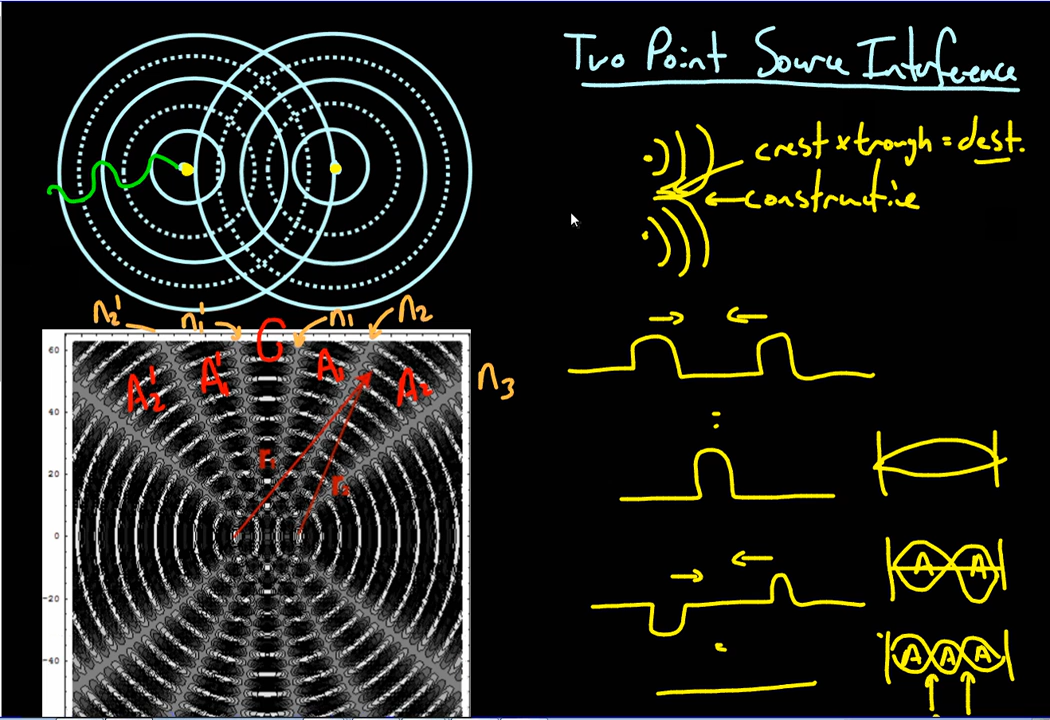 Two Point Source Interference
crest x trough = dest.
constructive
n2' n1' C n1 n2
A2' A1' A1 A2 n3
r1
r2
60
40
20
0
-20
-40
=
A A
=
A A A